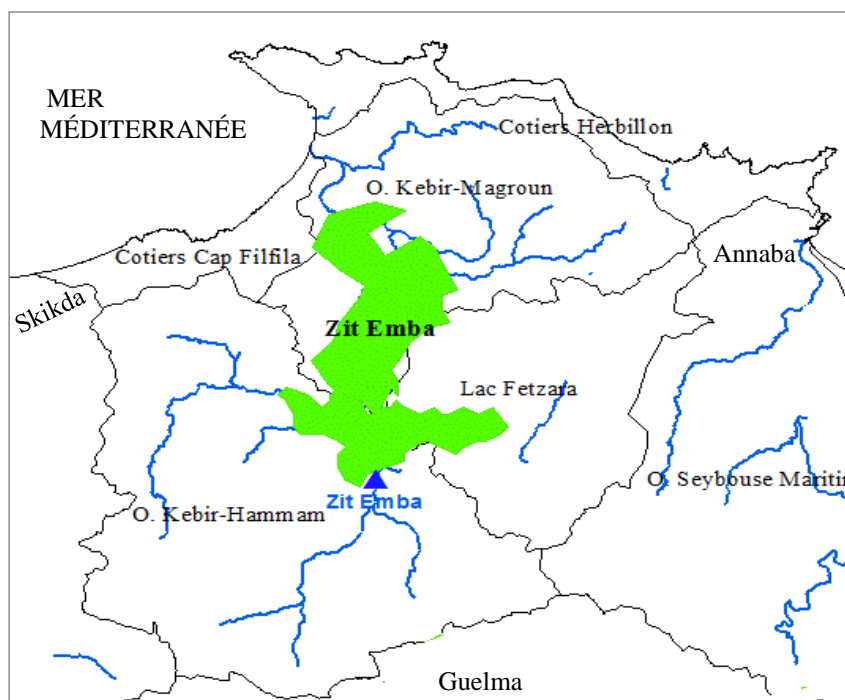 MER
MÉDITERRANÉE
Cotiers Herbillon
O. Kebir-Magroun
Cotiers Cap Filfila
Annaba
Skikda
Zit Emba
Lac Fetzara
O. Seybouse Maritin
Zit Emba
O. Kebir-Hammam
Guelma